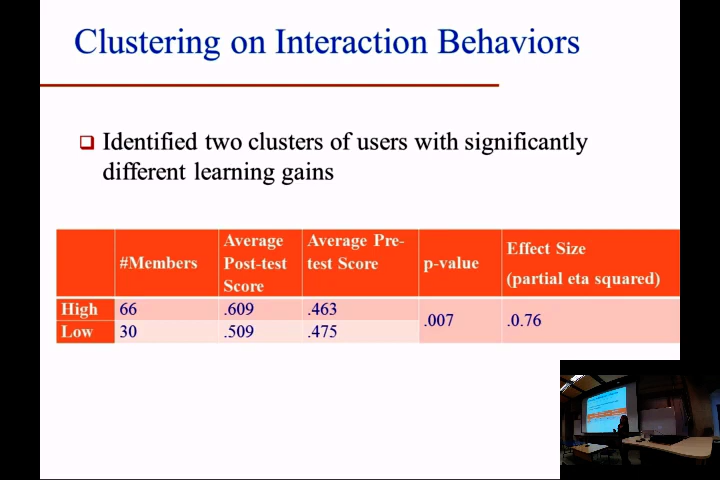 Clustering on Interaction Behaviors
Identified two clusters of users with significantly
different learning gains
#Members
Average
Post-test
Score
Average Pre-
test Score
p-value
Effect Size
(partial eta squared)
High 66 .609 .463
Low 30 .509 .475
.007 .0.76